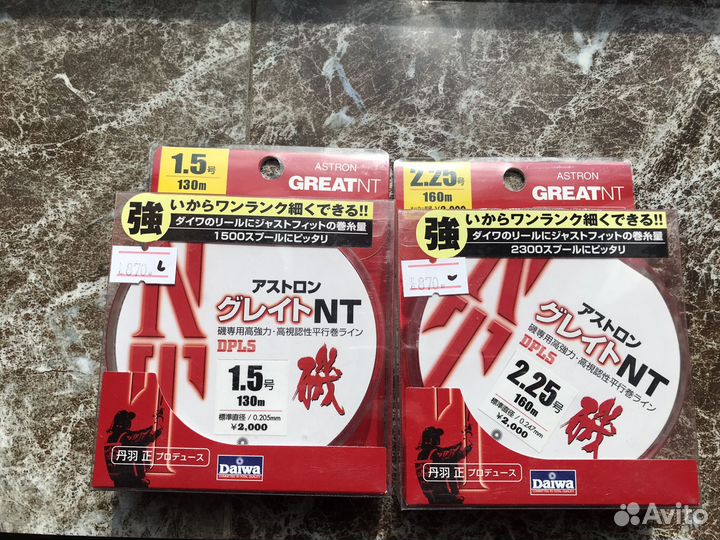 1.5号
130m
ASTRON
GREATNT
強いからワンランク細くできる!!
ダイワのリールにジャストフィットの巻糸量
1500スプールにピッタリ
アストロン
グレイトNT
磯専用高強力・高視認性平行巻ライン
DPLS
1.5号
130m
標準直径/0.205mm
¥2,000
磯
丹羽 正 プロデュース
Daiwa
2.25号
160m
ASTRON
GREATNT
強いからワンランク細くできる!!
ダイワのリールにジャストフィットの巻糸量
2300スプールにピッタリ
アストロン
グレイトNT
磯専用高強力・高視認性平行巻ライン
DPLS
2.25号
160m
標準直径/0.247mm
¥2,000
磯
丹羽 正 プロデュース
Daiwa
Avito